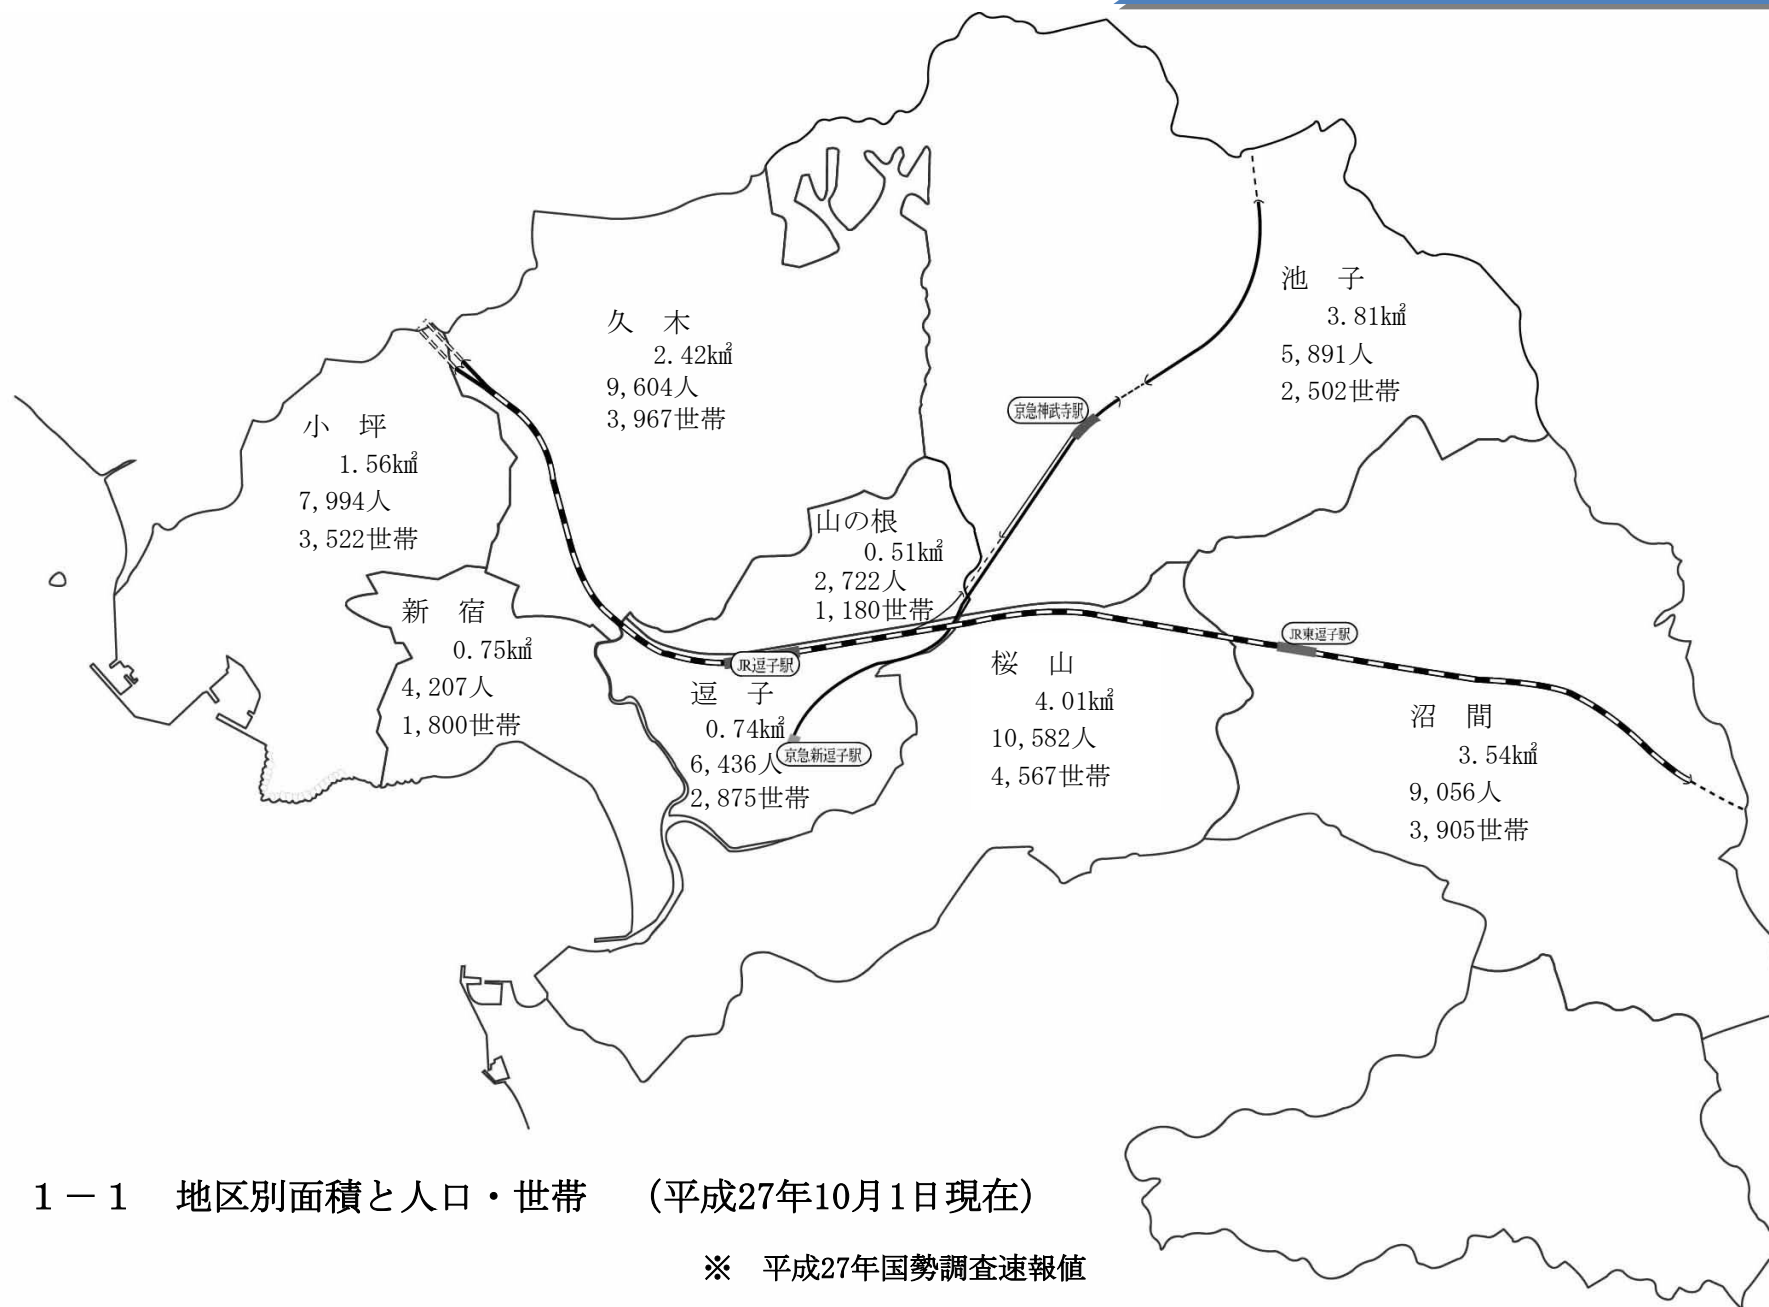 池　子
3.81k㎡
5,891人
2,502世帯
久　木
2.42k㎡
9,604人
3,967世帯
京急神武寺駅
小　坪
1.56k㎡
7,994人
3,522世帯
山の根
0.51k㎡
2,722人
1,180世帯
新　宿
0.75k㎡
4,207人
1,800世帯
JR逗子駅
逗　子
0.74k㎡
6,436人
2,875世帯
京急新逗子駅
桜　山
4.01k㎡
10,582人
4,567世帯
JR東逗子駅
沼　間
3.54k㎡
9,056人
3,905世帯
１－１　地区別面積と人口・世帯　（平成27年10月1日現在）
※　平成27年国勢調査速報値